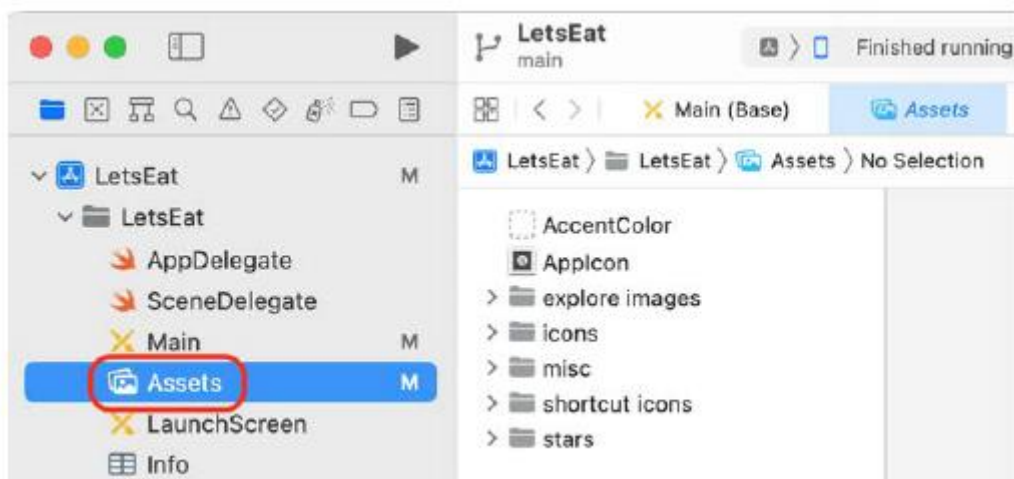 LetsEat
main
Finished running
Main (Base)
Assets
LetsEat
M
LetsEat
AppDelegate
SceneDelegate
Main
M
Assets
M
LaunchScreen
Info
LetsEat 〉 LetsEat 〉 Assets 〉 No Selection
AccentColor
AppIcon
explore images
icons
misc
shortcut icons
stars